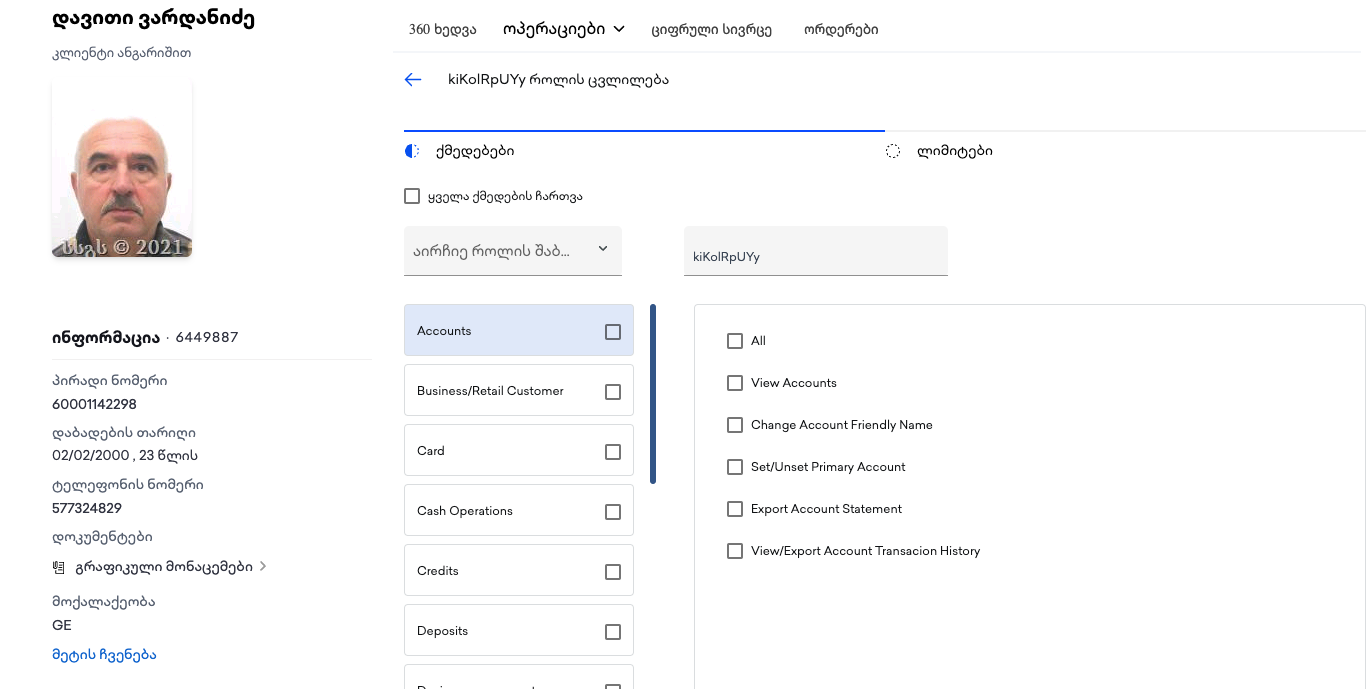 დავითი ვარდანიძე
კლიენტი ანგარიშით
სსგს © 2021
ინფორმაცია · 6449887
პირადი ნომერი
60001142298
დაბადების თარიღი
02/02/2000 , 23 წლის
ტელეფონის ნომერი
577324829
დოკუმენტები
გრაფიკული მონაცემები
მოქალაქეობა
GE
მეტის ჩვენება
360 ხედვა ოპერაციები ციფრული სივრცე ორდერები
kiKolRpUYy როლის ცვლილება
ქმედებები ლიმიტები
ყველა ქმედების ჩართვა
აირჩიე როლის შაბ... kiKolRpUYy
Accounts
Business/Retail Customer
Card
Cash Operations
Credits
Deposits
All
View Accounts
Change Account Friendly Name
Set/Unset Primary Account
Export Account Statement
View/Export Account Transacion History